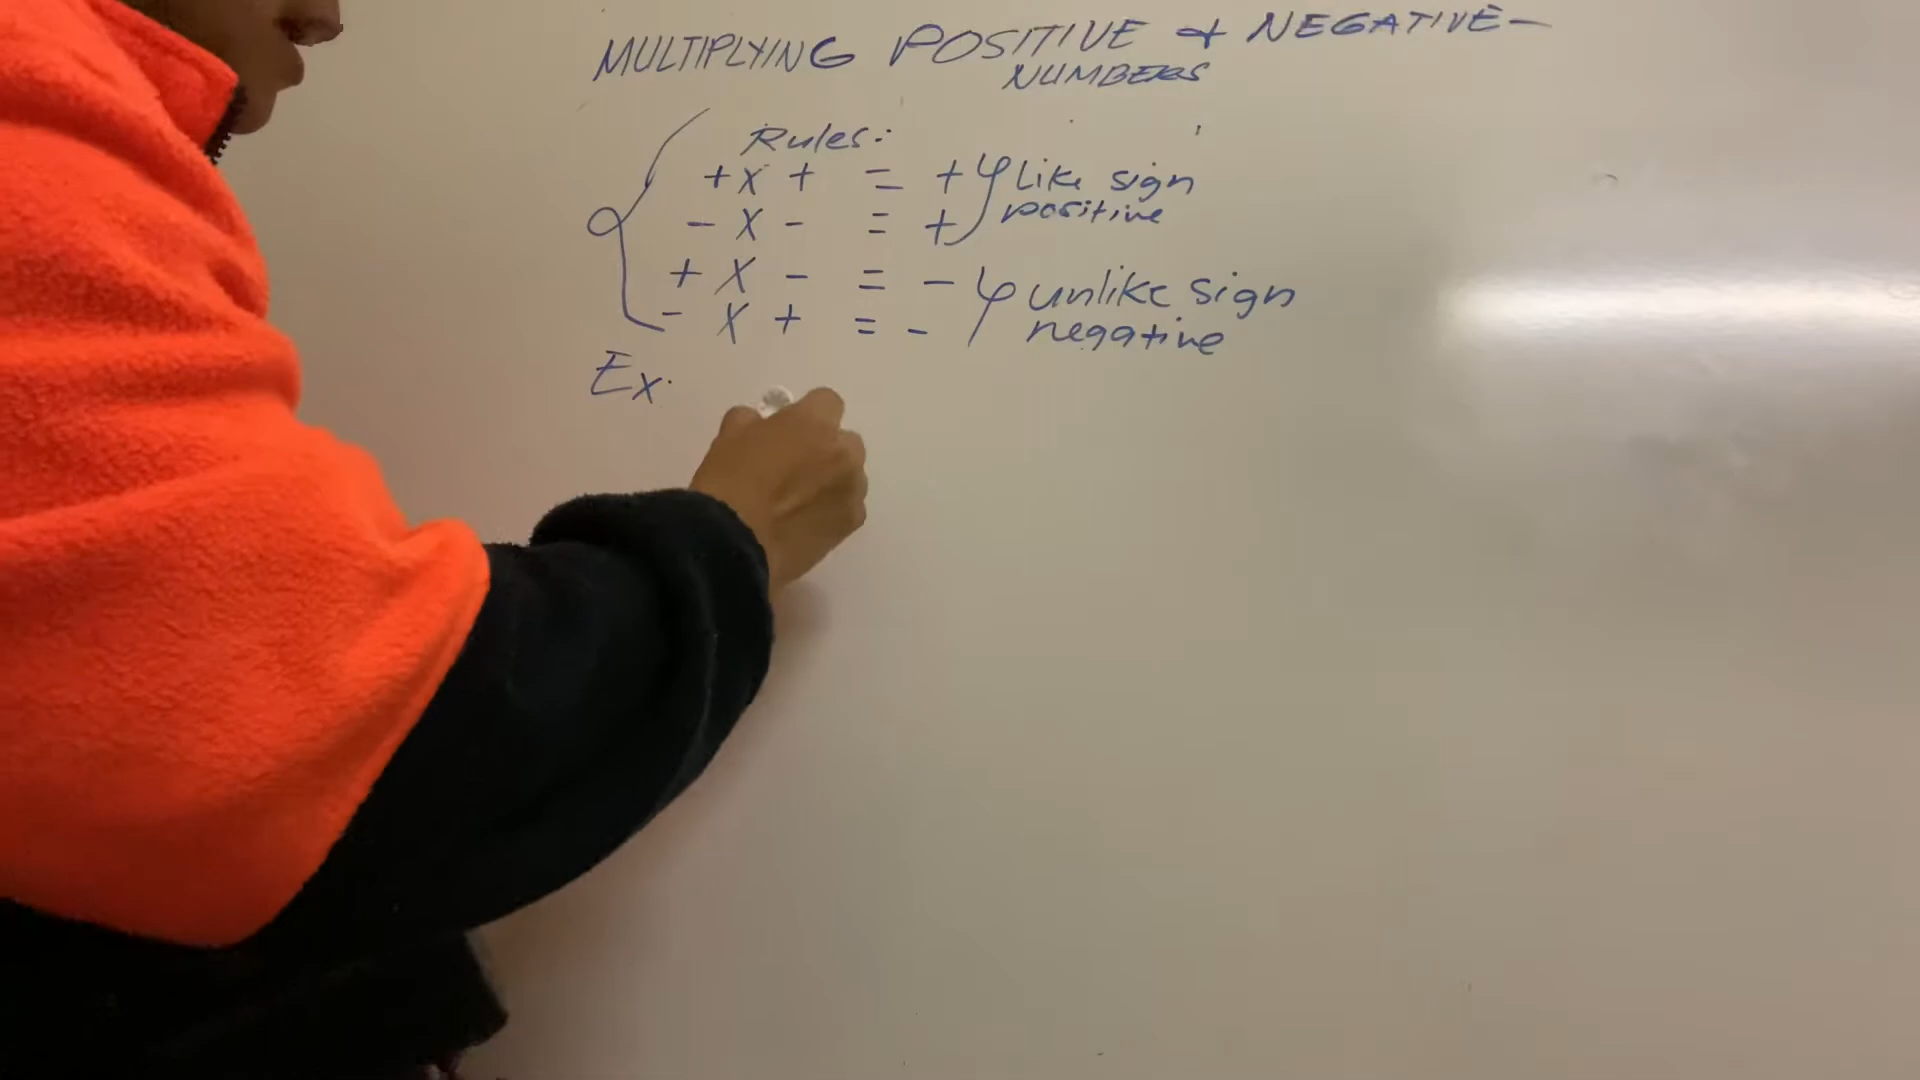 MULTIPLYING POSITIVE + NEGATIVE-
NUMBERS
Rules:
+ x + = + Like sign
positive
- x - = +
+ x - = - unlike sign
- x + = - negative
Ex.